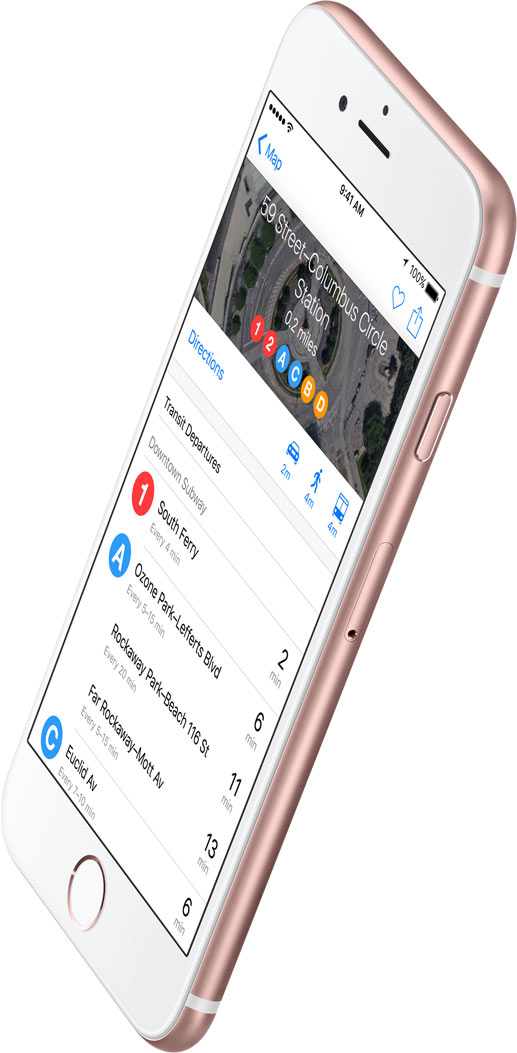 9:41 AM
100%
Map
59 Street–Columbus Circle
Station
0.2 miles
1 2 A C B D
Directions
2m 4m 4m
Transit Departures
Downtown Subway
1 South Ferry 2
Every 4 min min
A Ozone Park–Lefferts Blvd 6
Every 5–15 min min
Rockaway Park–Beach 116 St 11
Every 20 min min
Far Rockaway–Mott Av 13
Every 5–15 min min
C Euclid Av 6
Every 7–10 min min